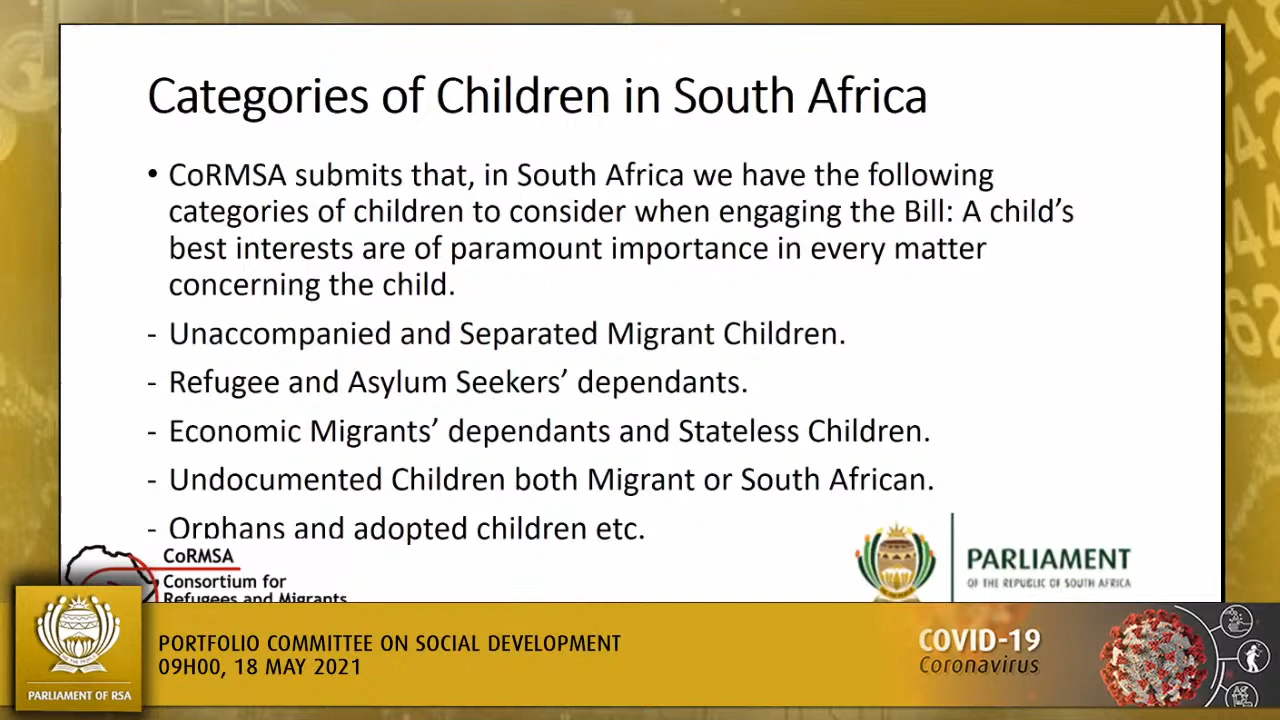 Categories of Children in South Africa
• CoRMSA submits that, in South Africa we have the following
categories of children to consider when engaging the Bill: A child's
best interests are of paramount importance in every matter
concerning the child.
- Unaccompanied and Separated Migrant Children.
- Refugee and Asylum Seekers' dependants.
- Economic Migrants' dependants and Stateless Children.
- Undocumented Children both Migrant or South African.
- Orphans and adopted children etc.
CoRMSA
Consortium for
Refugees and Migrants
PARLIAMENT
OF THE REPUBLIC OF SOUTH AFRICA
PORTFOLIO COMMITTEE ON SOCIAL DEVELOPMENT
09H00, 18 MAY 2021
PARLIAMENT OF RSA
COVID-19
Coronavirus